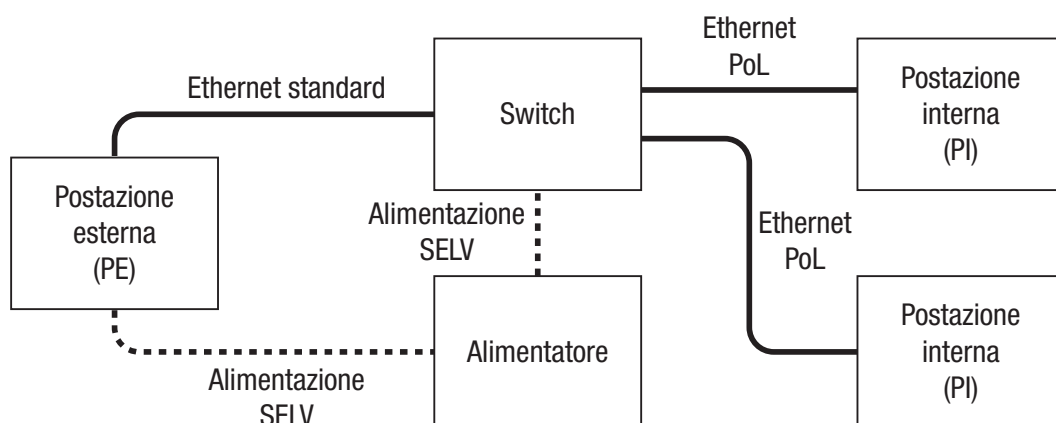 Ethernet
PoL
Ethernet standard
Switch
Postazione
interna
(PI)
Postazione
esterna
(PE)
Alimentazione
SELV
Ethernet
PoL
Alimentatore
Postazione
interna
(PI)
Alimentazione
SELV